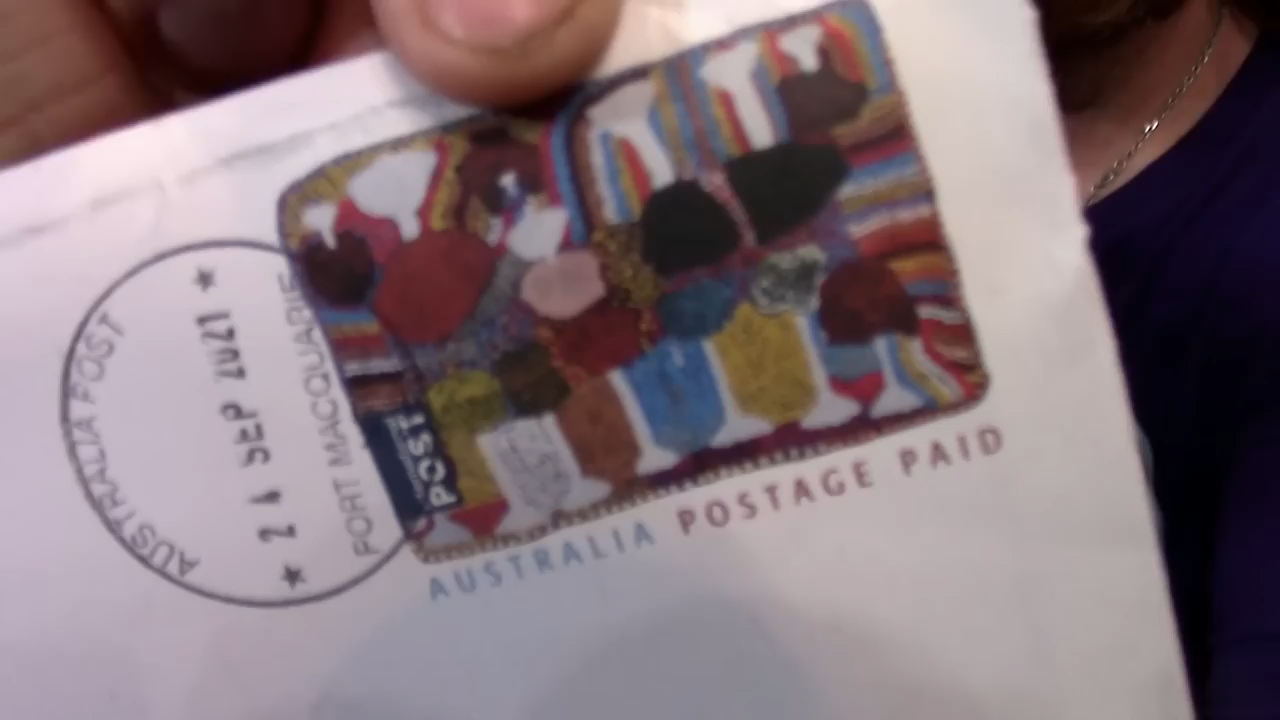 AUSTRALIA POST
* 24 SEP 2021 *
PORT MACQUARIE
POST
AUSTRALIA POSTAGE PAID